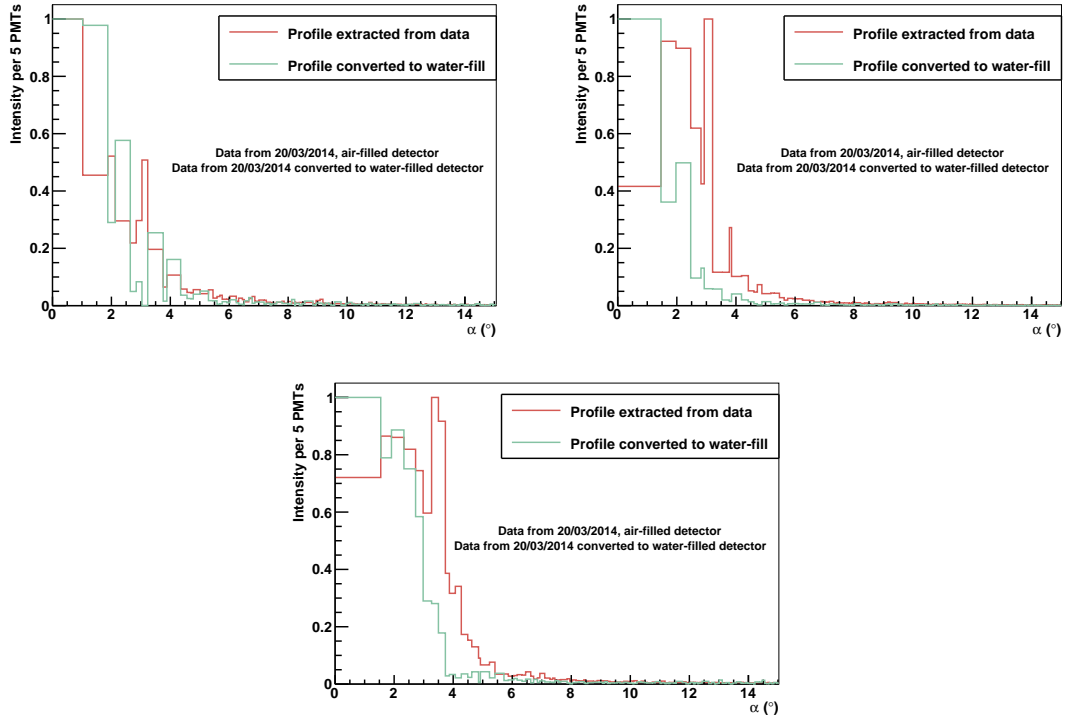 Intensity per 5 PMTs
1
0.8
0.6
0.4
0.2
0
0 2 4 6 8 10 12 14
α (°)
Profile extracted from data
Profile converted to water-fill
Data from 20/03/2014, air-filled detector
Data from 20/03/2014 converted to water-filled detector
Intensity per 5 PMTs
1
0.8
0.6
0.4
0.2
0
0 2 4 6 8 10 12 14
α (°)
Profile extracted from data
Profile converted to water-fill
Data from 20/03/2014, air-filled detector
Data from 20/03/2014 converted to water-filled detector
Intensity per 5 PMTs
1
0.8
0.6
0.4
0.2
0
0 2 4 6 8 10 12 14
α (°)
Profile extracted from data
Profile converted to water-fill
Data from 20/03/2014, air-filled detector
Data from 20/03/2014 converted to water-filled detector